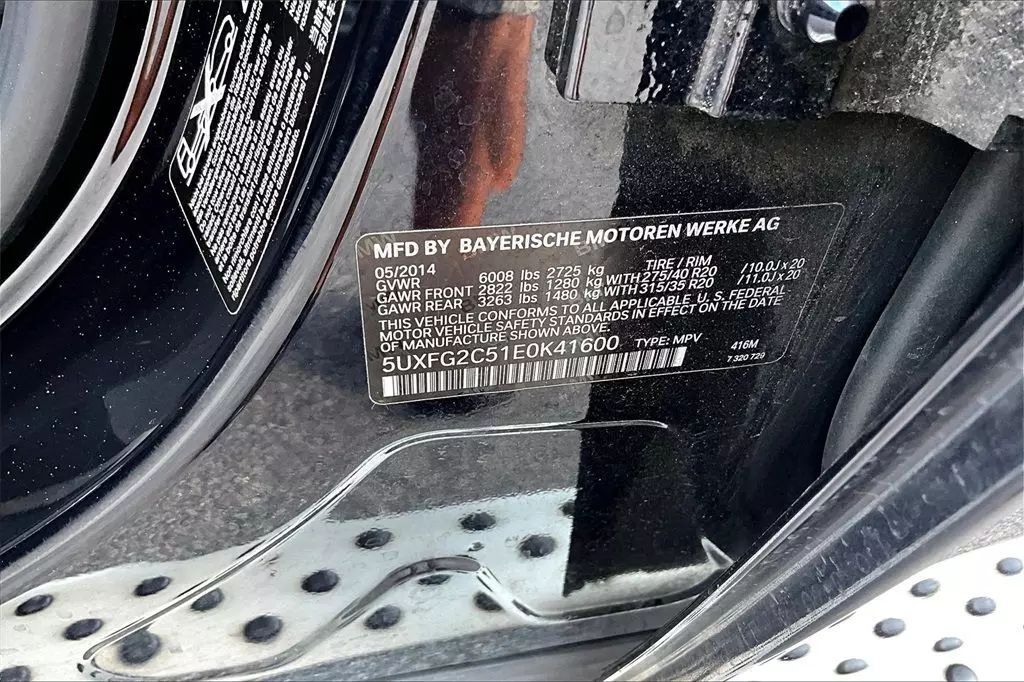 MFD BY BAYERISCHE MOTOREN WERKE AG
05/2014 TIRE / RIM
GVWR 6008 lbs 2725 kg
GAWR FRONT 2822 lbs 1280 kg WITH 275/40 R20 /10.0J x 20
GAWR REAR 3263 lbs 1480 kg WITH 315/35 R20 /11.0J x 20
THIS VEHICLE CONFORMS TO ALL APPLICABLE U. S. FEDERAL
MOTOR VEHICLE SAFETY STANDARDS IN EFFECT ON THE DATE
OF MANUFACTURE SHOWN ABOVE.
5UXFG2C51E0K41600 TYPE: MPV 416M
7 320 720